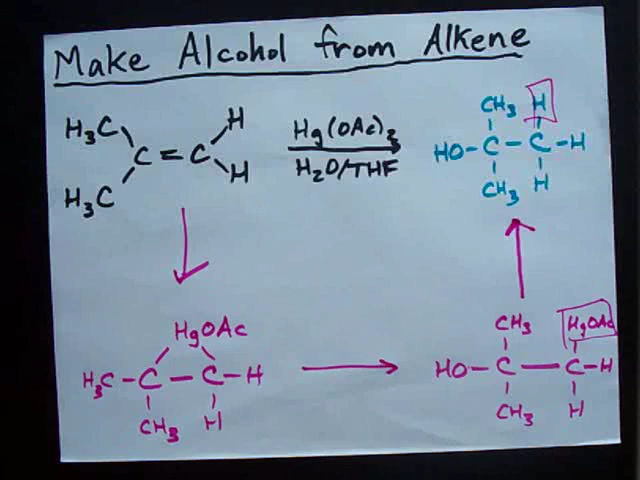 Make Alcohol from Alkene
H3C
H
C = C
H3C
H
Hg(OAc)3
H2O/THF
CH3 H
HO-C-C-H
CH3 H
HgOAc
H3C-C-C-H
CH3 H
CH3 HgOAc
HO-C-C-H
CH3 H